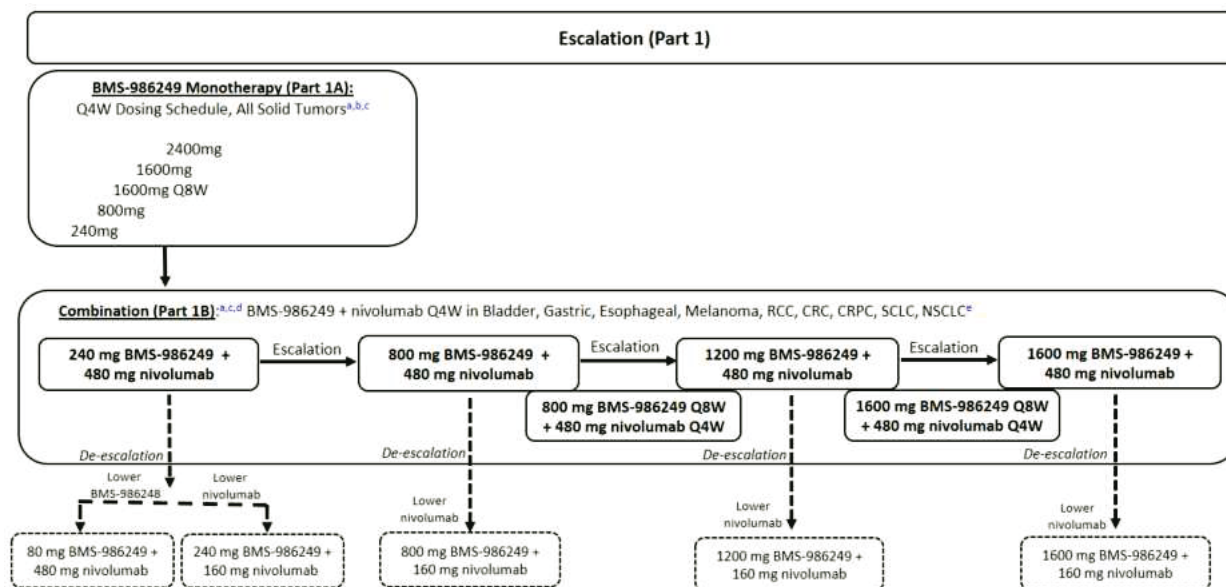 Escalation (Part 1)
BMS-986249 Monotherapy (Part 1A):
Q4W Dosing Schedule, All Solid Tumorsa,b,c
2400mg
1600mg
1600mg Q8W
800mg
240mg
Combination (Part 1B):a,c,d BMS-986249 + nivolumab Q4W in Bladder, Gastric, Esophageal, Melanoma, RCC, CRC, CRPC, SCLC, NSCLCe
240 mg BMS-986249 +
480 mg nivolumab
Escalation
800 mg BMS-986249 +
480 mg nivolumab
Escalation
1200 mg BMS-986249 +
480 mg nivolumab
Escalation
1600 mg BMS-986249 +
480 mg nivolumab
800 mg BMS-986249 Q8W
+ 480 mg nivolumab Q4W
1600 mg BMS-986249 Q8W
+ 480 mg nivolumab Q4W
De-escalation
De-escalation
De-escalation
De-escalation
Lower
BMS-986248
Lower
nivolumab
Lower
nivolumab
Lower
nivolumab
Lower
nivolumab
80 mg BMS-986249 +
480 mg nivolumab
240 mg BMS-986249 +
160 mg nivolumab
800 mg BMS-986249 +
160 mg nivolumab
1200 mg BMS-986249 +
160 mg nivolumab
1600 mg BMS-986249 +
160 mg nivolumab